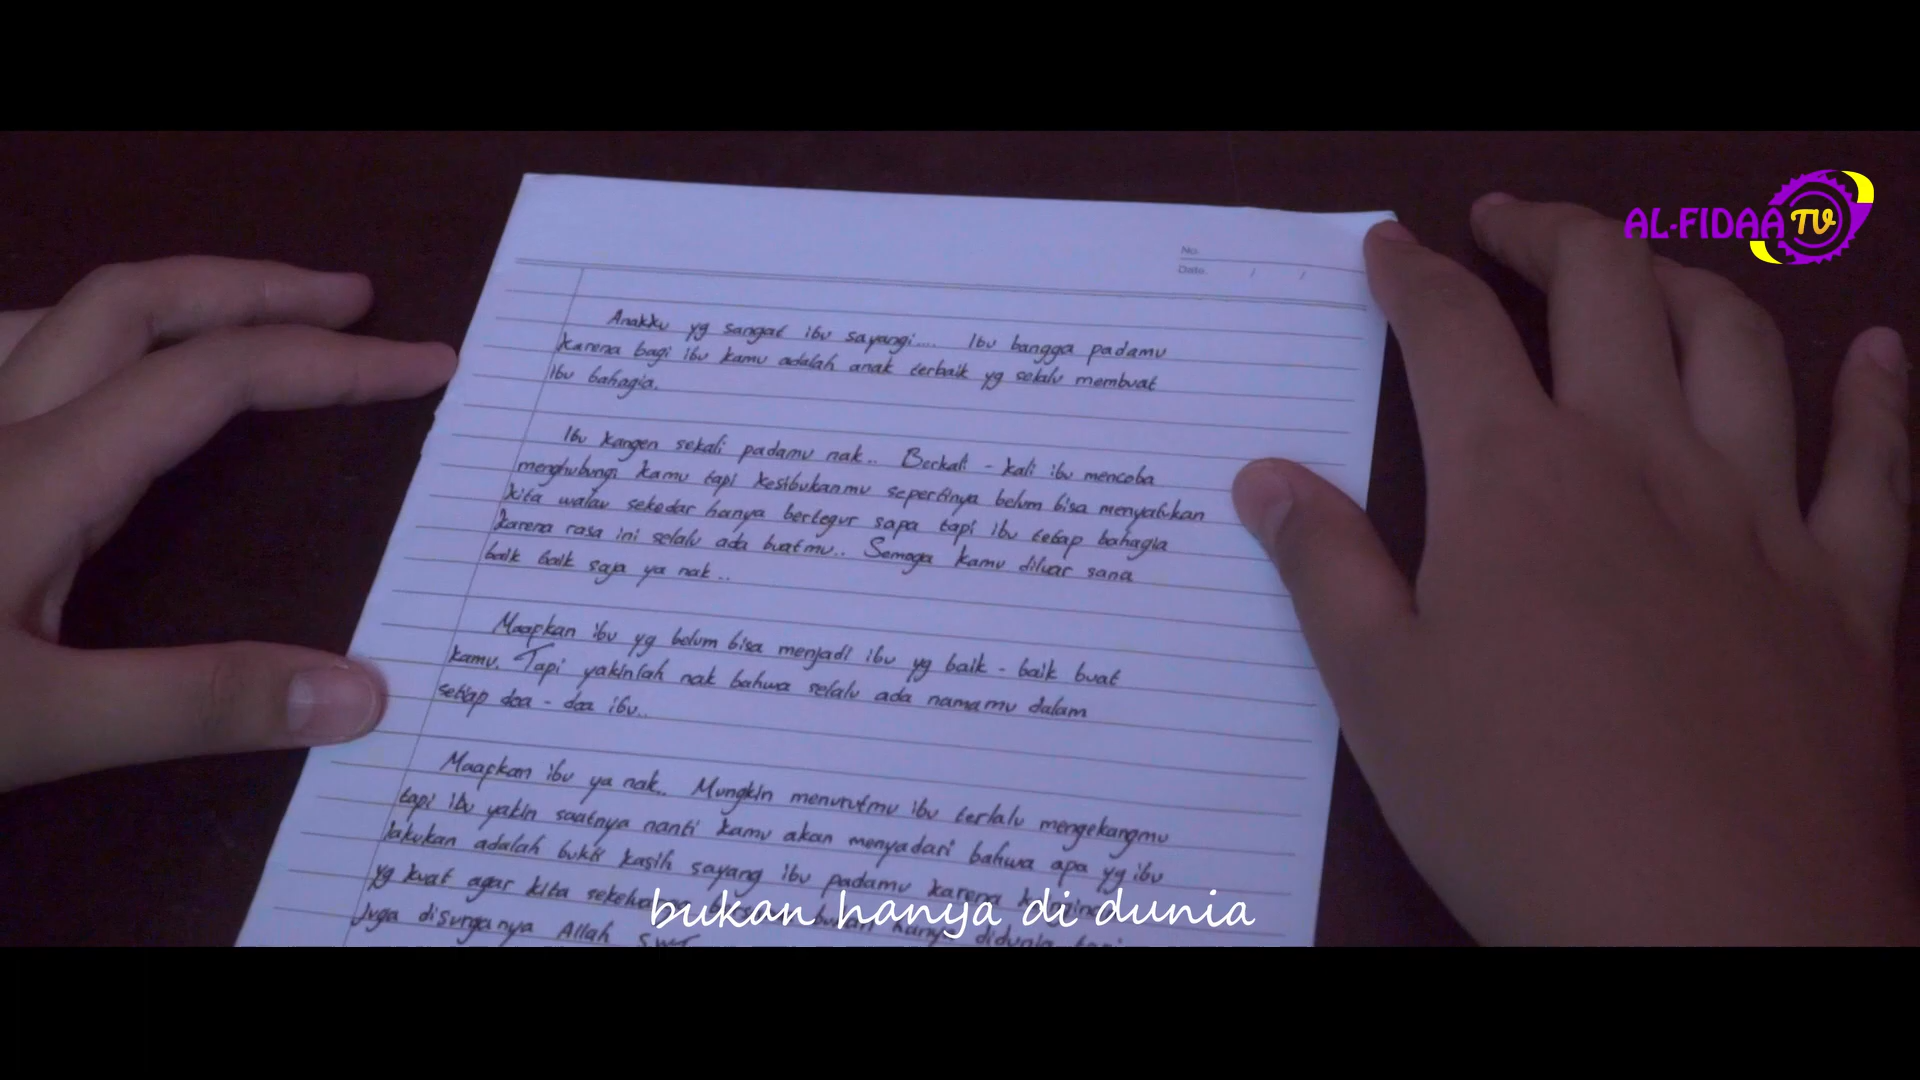 AL-FIDAA TV
No.
Date. / /
Anakku yg sangat ibu sayangi.... Ibu bangga padamu
karena bagi ibu kamu adalah anak terbaik yg selalu membuat
ibu bahagia.
Ibu kangen sekali padamu nak.. Berkali - kali ibu mencoba
menghubungi kamu tapi kesibukanmu sepertinya belum bisa menyatukan
kita walau sekedar hanya bertegur sapa tapi ibu tetap bahagia
karena rasa ini selalu ada buatmu.. Semoga kamu diluar sana
baik baik saja ya nak..
Maapkan ibu yg belum bisa menjadi ibu yg baik - baik buat
kamu. Tapi yakinlah nak bahwa selalu ada namamu dalam
setiap doa - doa ibu..
Maapkan ibu ya nak.. Mungkin menurutmu ibu terlalu mengekangmu
tapi ibu yakin saatnya nanti kamu akan menyadari bahwa apa yg ibu
lakukan adalah bukti kasih sayang ibu padamu karena
yg kuat agar kita hanya didunia
juga disurganya Allah SWT
bukan hanya di dunia